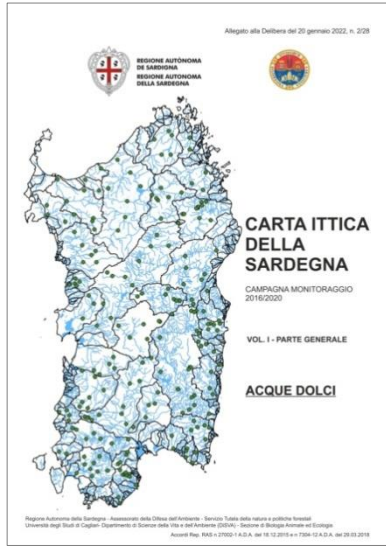 Allegato alla Delibera del 20 gennaio 2022, n. 2/28
REGIONE AUTÒNOMA
DE SARDIGNA
REGIONE AUTONOMA
DELLA SARDEGNA
CARTA ITTICA
DELLA
SARDEGNA
CAMPAGNA MONITORAGGIO
2016/2020
VOL. I - PARTE GENERALE
ACQUE DOLCI
Regione Autonoma della Sardegna - Assessorato della Difesa dell'Ambiente - Servizio Tutela della natura e politiche forestali
Università degli Studi di Cagliari- Dipartimento di Scienze della Vita e dell'Ambiente (DiSVA) - Sezione di Biologia Animale ed Ecologia
Accordi Rep. RAS n 27002-1 A.D.A. del 18.12.2015 e n 7304-12 A.D.A. del 29.03.2018